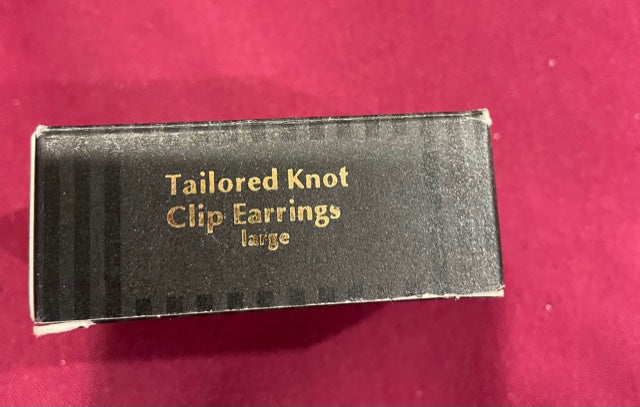 Tailored Knot
Clip Earrings
large